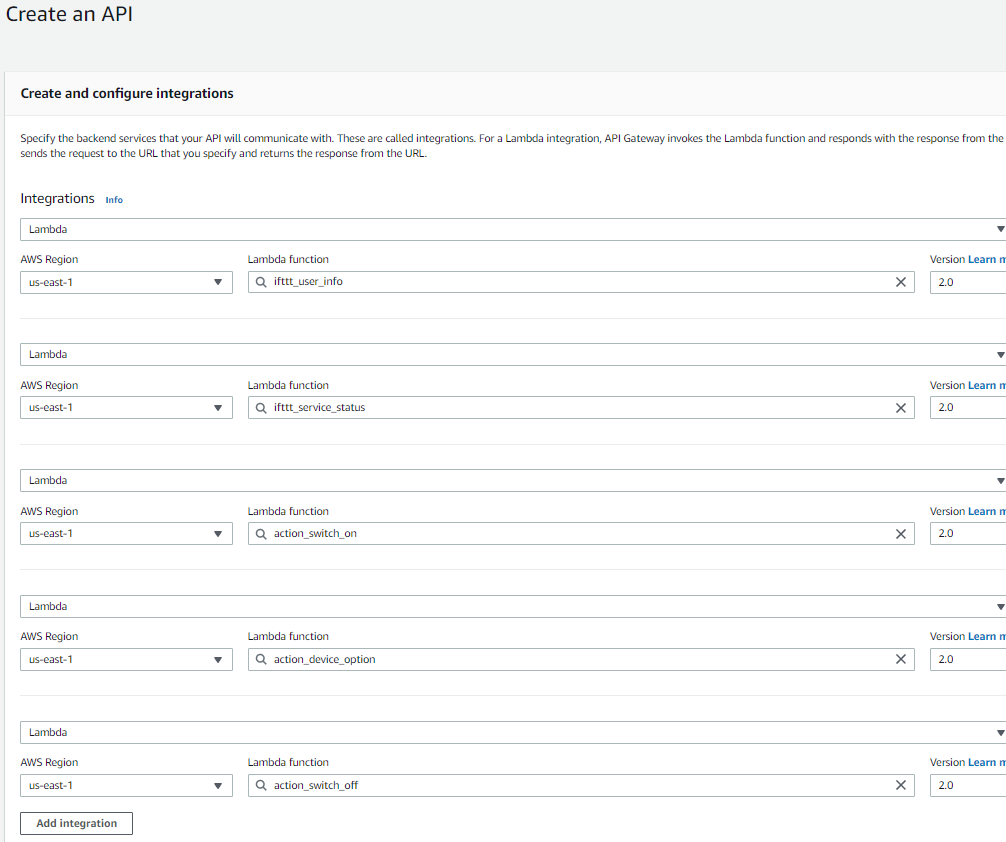 Create an API
Create and configure integrations
Specify the backend services that your API will communicate with. These are called integrations. For a Lambda integration, API Gateway invokes the Lambda function and responds with the response from the
sends the request to the URL that you specify and returns the response from the URL.
Integrations Info
Lambda
AWS Region Lambda function Version Learn m
us-east-1 ifttt_user_info 2.0
Lambda
AWS Region Lambda function Version Learn m
us-east-1 ifttt_service_status 2.0
Lambda
AWS Region Lambda function Version Learn m
us-east-1 action_switch_on 2.0
Lambda
AWS Region Lambda function Version Learn m
us-east-1 action_device_option 2.0
Lambda
AWS Region Lambda function Version Learn m
us-east-1 action_switch_off 2.0
Add integration